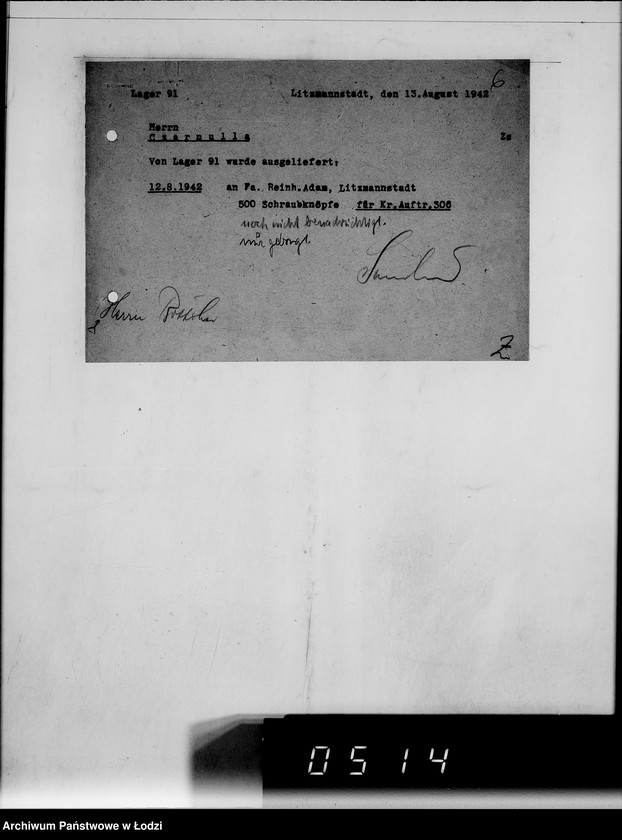 6
Lager 91 Litzmannstadt, den 13.August 1942
Herrn
Czarnulla
Zs
Von Lager 91 wurde ausgeliefert:
12.8.1942 an Fa. Reinh.Adam, Litzmannstadt
500 Schraubknöpfe für Kr.Auftr.306
noch nicht benachrichtigt.
nur gebongt.
Herrn
Z
0514
Archiwum Państwowe w Łodzi